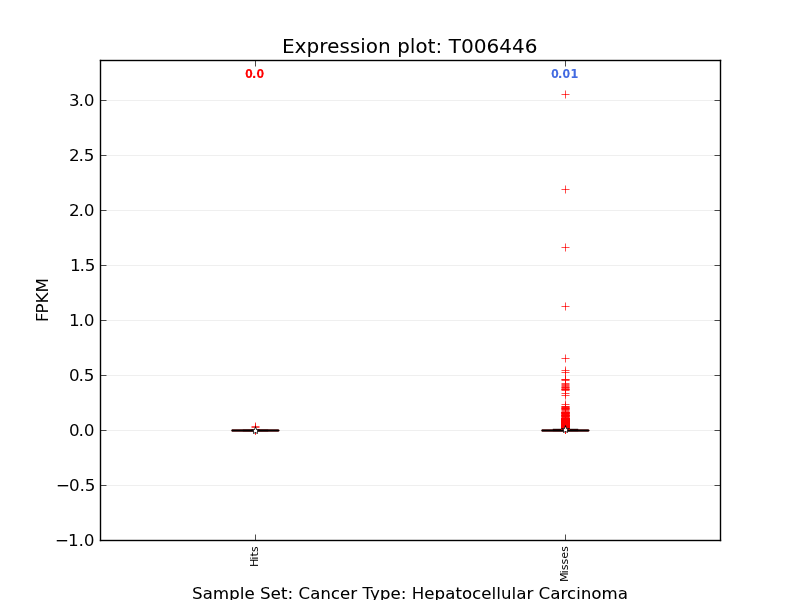 Expression plot: T006446
0.0
0.01
3.0
2.5
2.0
1.5
1.0
0.5
0.0
−0.5
−1.0
FPKM
Hits
Misses
Sample Set: Cancer Type: Hepatocellular Carcinoma